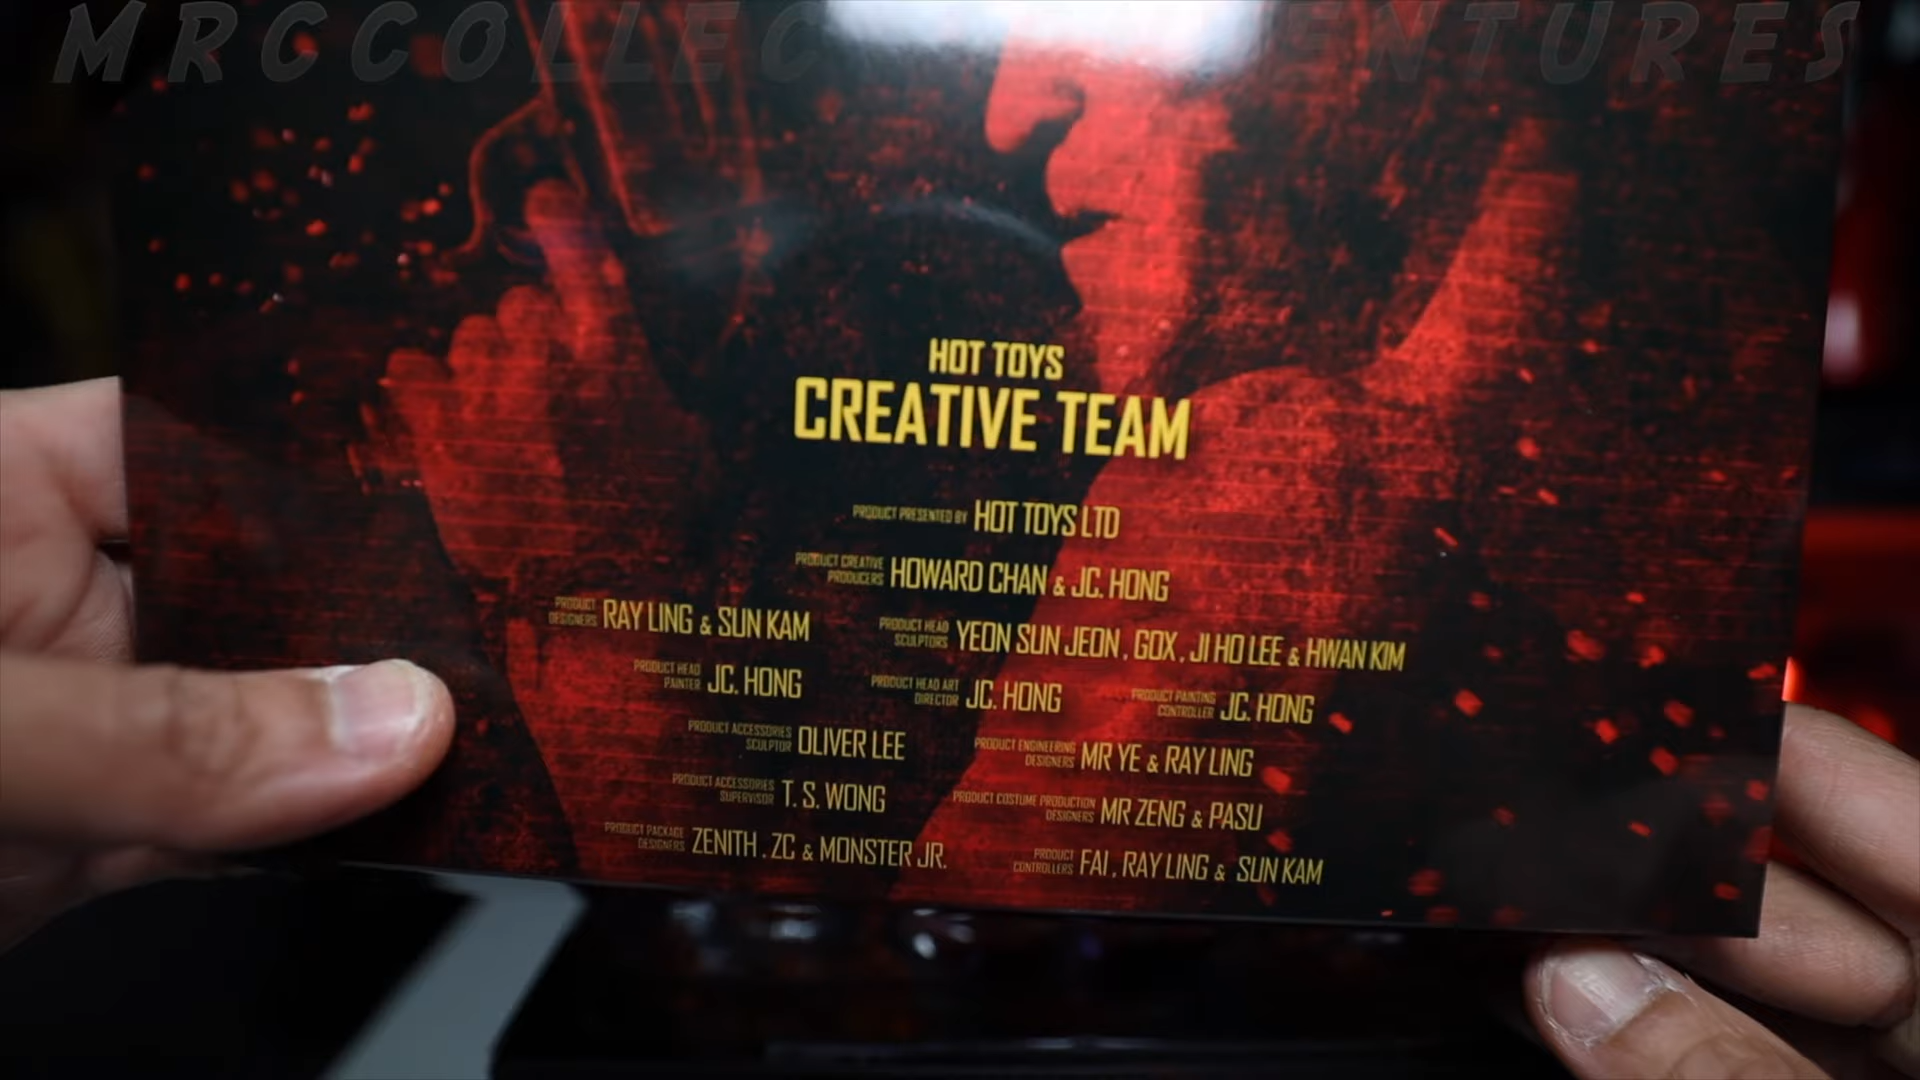 MRCCOLLEC ENTURES
HOT TOYS
CREATIVE TEAM
PRODUCT PRESENTED BY HOT TOYS LTD
PRODUCT CREATIVE PRODUCERS HOWARD CHAN & JC. HONG
PRODUCT DESIGNERS RAY LING & SUN KAM
PRODUCT HEAD SCULPTORS YEON SUN JEON, GOX, JI HO LEE & HWAN KIM
PRODUCT HEAD PAINTER JC. HONG
PRODUCT HEAD ART DIRECTOR JC. HONG
PRODUCT PAINTING CONTROLLER JC. HONG
PRODUCT ACCESSORIES SCULPTOR OLIVER LEE
PRODUCT ENGINEERING DESIGNERS MR YE & RAY LING
PRODUCT ACCESSORIES SUPERVISOR T. S. WONG
PRODUCT COSTUME PRODUCTION DESIGNERS MR ZENG & PASU
PRODUCT PACKAGE DESIGNERS ZENITH. ZC & MONSTER JR.
PRODUCT CONTROLLERS FAI, RAY LING & SUN KAM